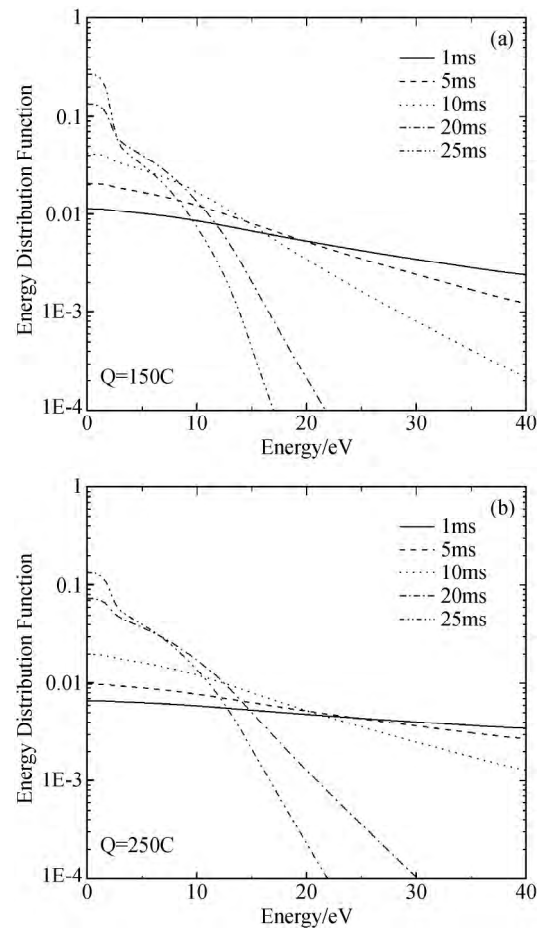 (a)
1ms
5ms
10ms
20ms
25ms
Q=150C
1
0.1
0.01
1E-3
1E-4
Energy Distribution Function
0 10 20 30 40
Energy/eV
(b)
1ms
5ms
10ms
20ms
25ms
Q=250C
1
0.1
0.01
1E-3
1E-4
Energy Distribution Function
0 10 20 30 40
Energy/eV